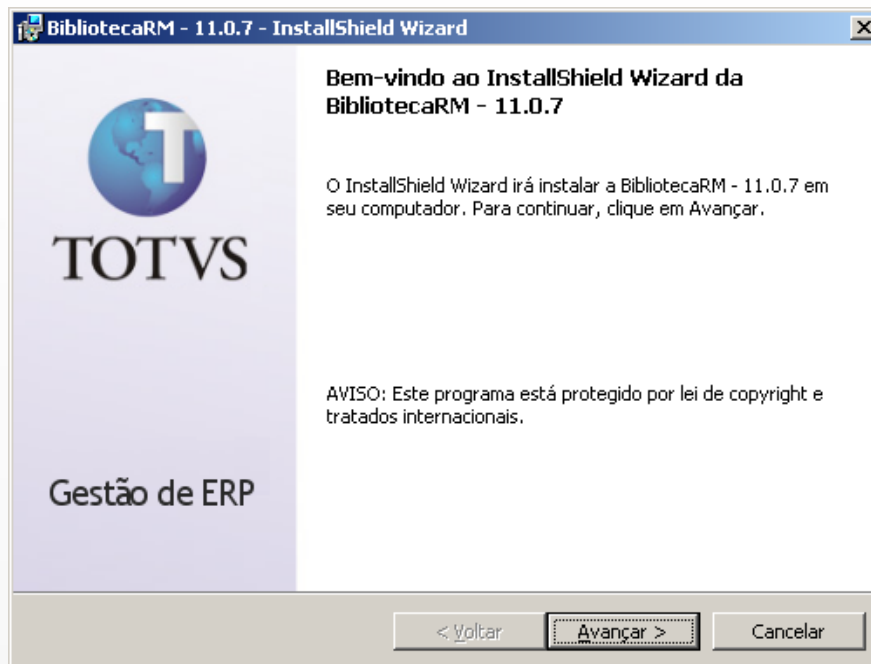 BibliotecaRM - 11.0.7 - InstallShield Wizard
Bem-vindo ao InstallShield Wizard da
BibliotecaRM - 11.0.7
O InstallShield Wizard irá instalar a BibliotecaRM - 11.0.7 em
seu computador. Para continuar, clique em Avançar.
TOTVS
AVISO: Este programa está protegido por lei de copyright e
tratados internacionais.
Gestão de ERP
< Voltar
Avançar >
Cancelar